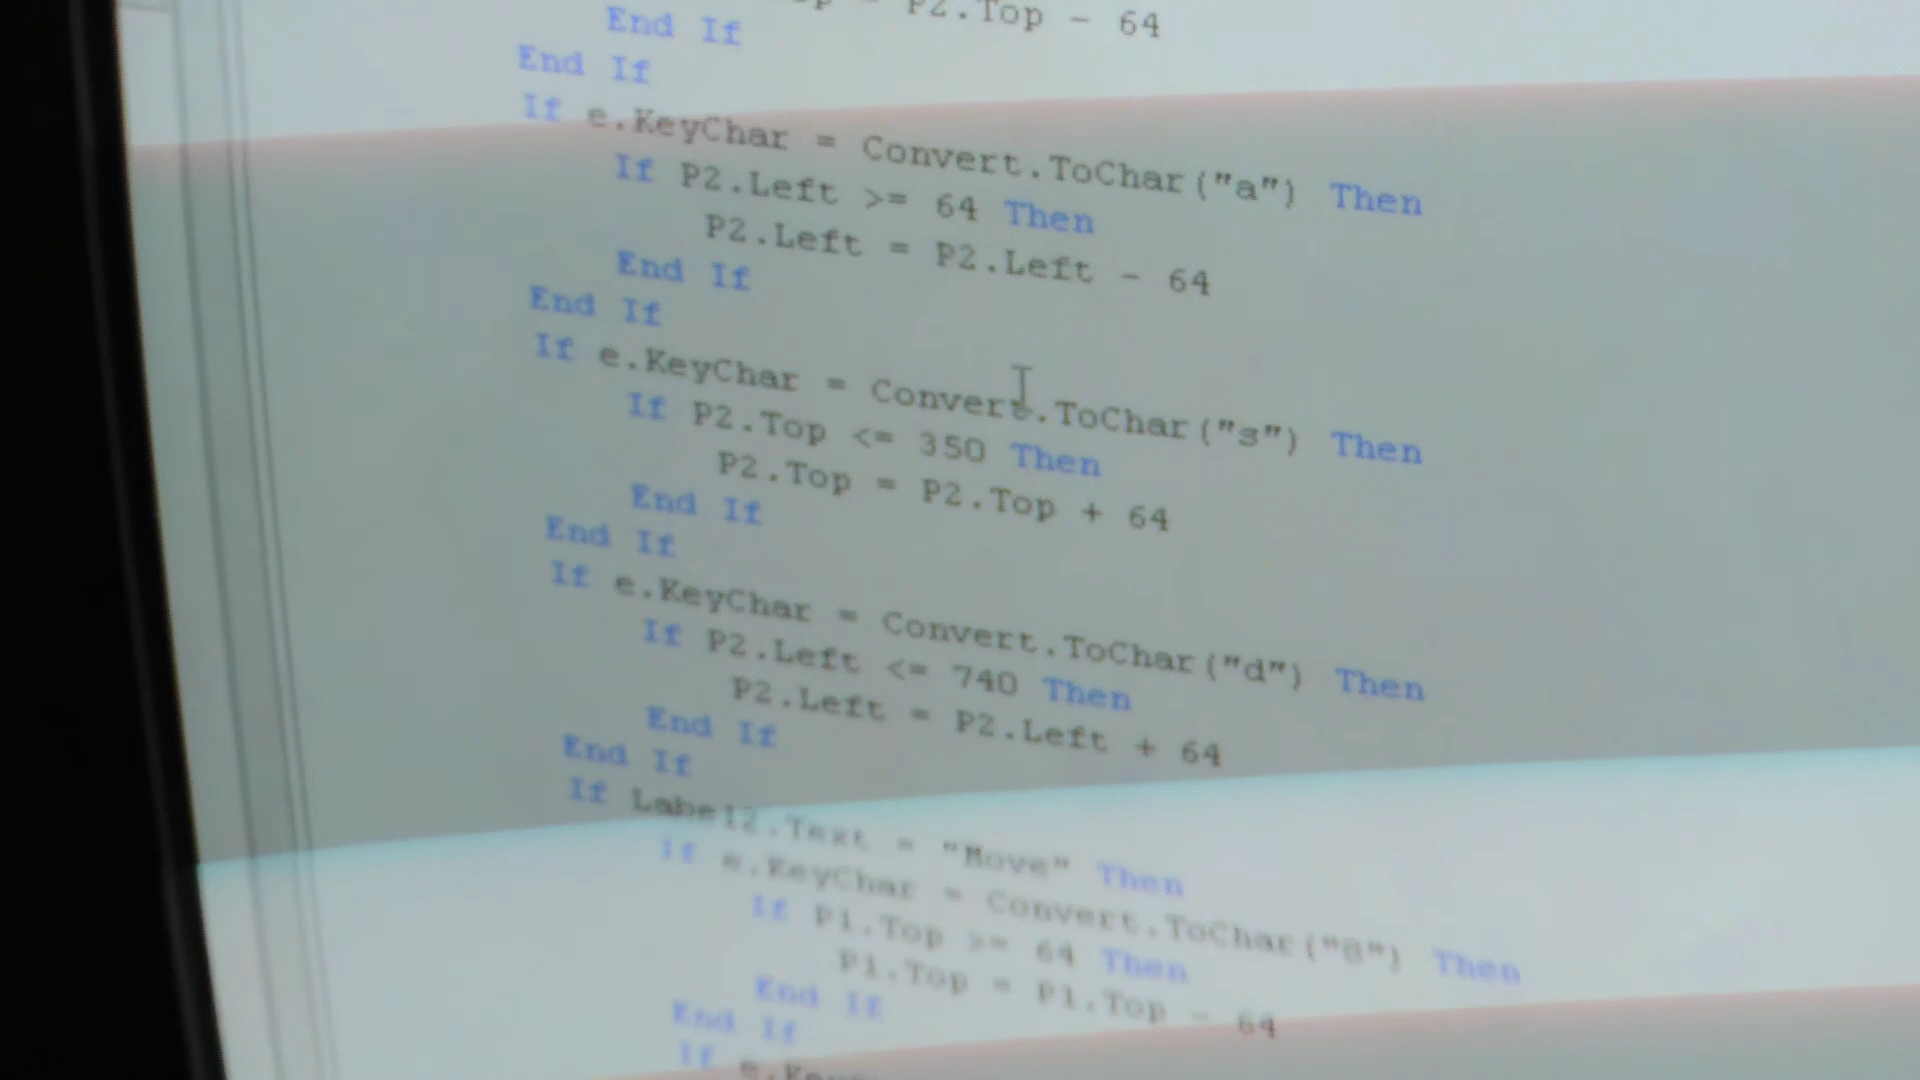 P2.Top - 64
End If
End If
If e.KeyChar = Convert.ToChar("a") Then
If P2.Left >= 64 Then
P2.Left = P2.Left - 64
End If
End If
If e.KeyChar = Convert.ToChar("s") Then
If P2.Top <= 350 Then
P2.Top = P2.Top + 64
End If
End If
If e.KeyChar = Convert.ToChar("d") Then
If P2.Left <= 740 Then
P2.Left = P2.Left + 64
End If
End If
If Label2.Text = "Move" Then
If e.KeyChar = Convert.ToChar("8") Then
If P1.Top >= 64 Then
P1.Top = P1.Top - 64
End If
End If
If